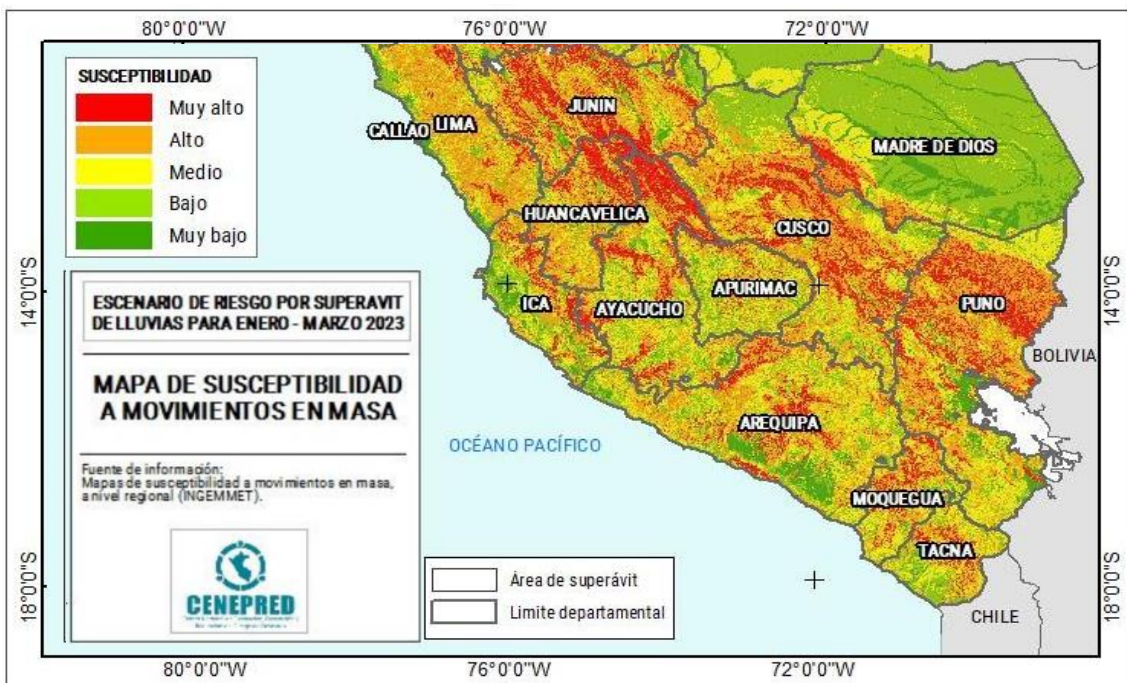 80°0'0"W
76°0'0"W
72°0'0"W
SUSCEPTIBILIDAD
Muy alto
Alto
Medio
Bajo
Muy bajo
JUNIN
CALLAO
LIMA
MADRE DE DIOS
HUANCAVELICA
CUSCO
14°0'0"S
ICA
AYACUCHO
APURIMAC
PUNO
14°0'0"S
BOLIVIA
ESCENARIO DE RIESGO POR SUPERAVIT
DE LLUVIAS PARA ENERO - MARZO 2023
MAPA DE SUSCEPTIBILIDAD
A MOVIMIENTOS EN MASA
AREQUIPA
OCÉANO PACÍFICO
Fuente de información:
Mapas de susceptibilidad a movimientos en masa,
a nivel regional (INGEMMET).
MOQUEGUA
TACNA
CENEPRED
18°0'0"S
Área de superávit
Limite departamental
CHILE
18°0'0"S
80°0'0"W
76°0'0"W
72°0'0"W